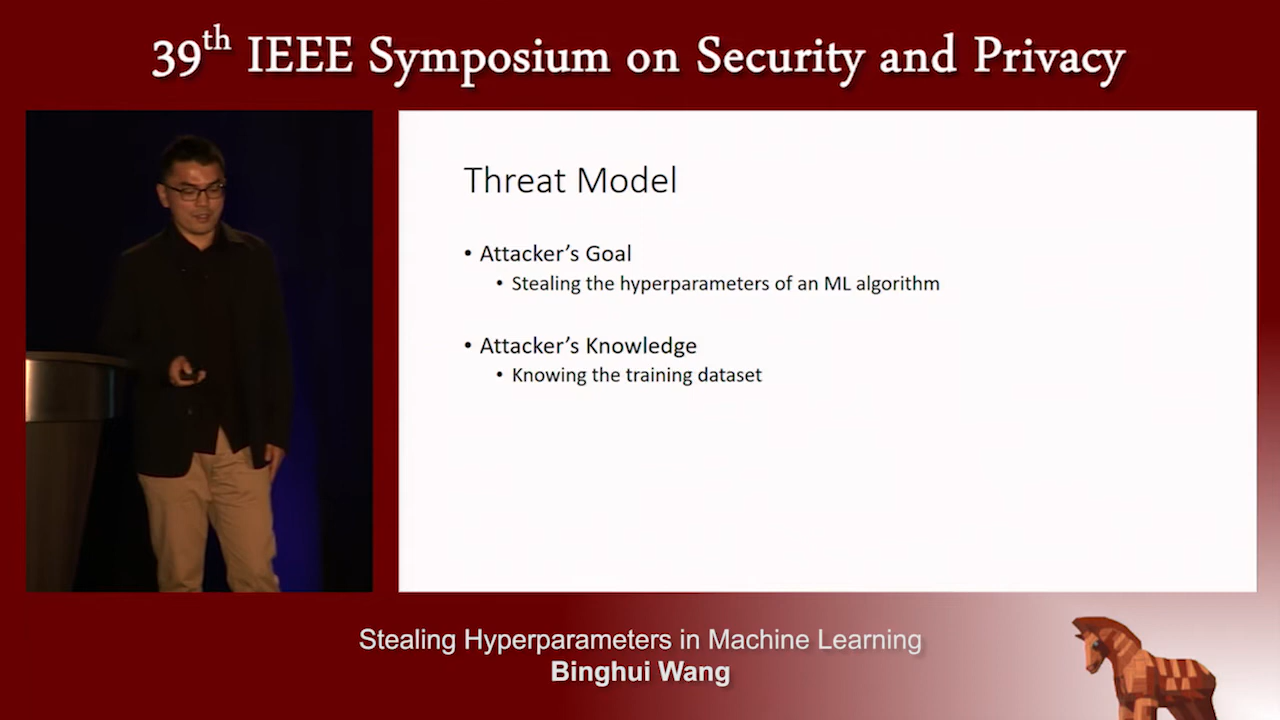 39th IEEE Symposium on Security and Privacy
Threat Model
• Attacker’s Goal
• Stealing the hyperparameters of an ML algorithm
• Attacker’s Knowledge
• Knowing the training dataset
Stealing Hyperparameters in Machine Learning
Binghui Wang